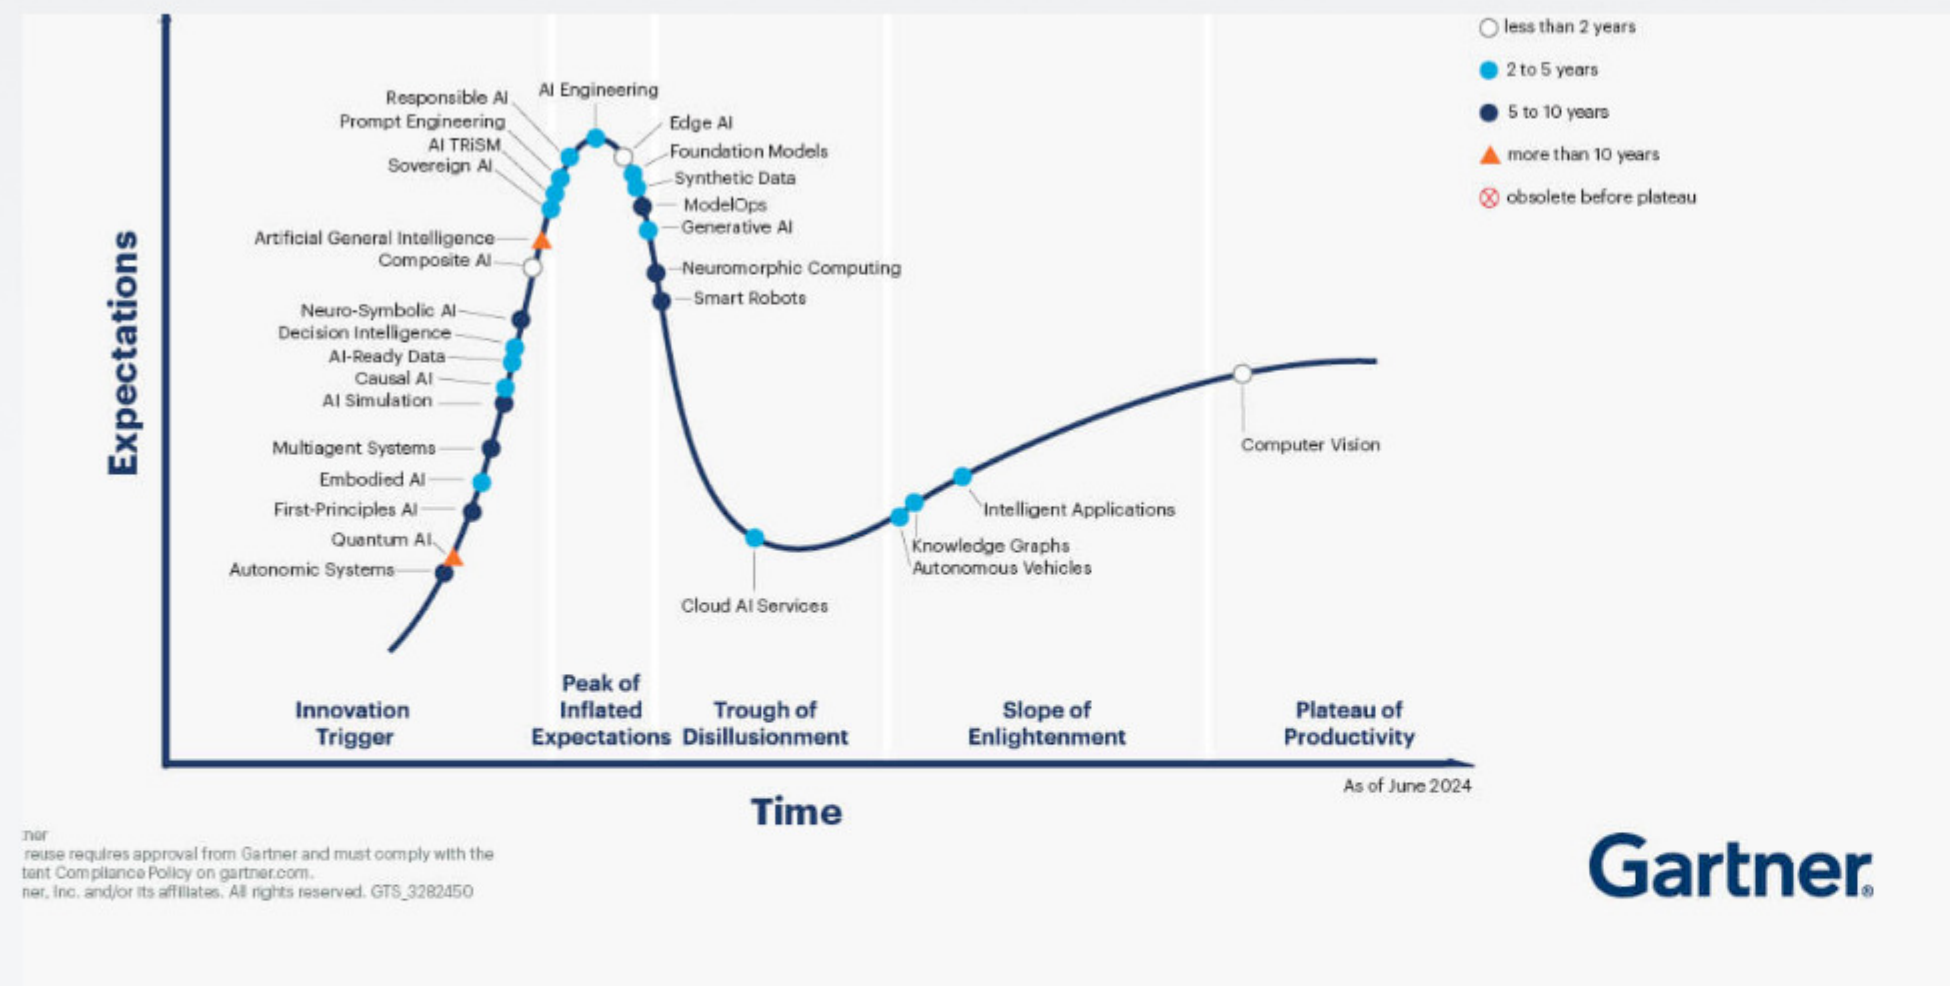 less than 2 years
2 to 5 years
5 to 10 years
more than 10 years
obsolete before plateau
Expectations
AI Engineering
Responsible AI
Prompt Engineering
AI TRiSM
Sovereign AI
Artificial General Intelligence
Composite AI
Neuro-Symbolic AI
Decision Intelligence
AI-Ready Data
Causal AI
AI Simulation
Multiagent Systems
Embodied AI
First-Principles AI
Quantum AI
Autonomic Systems
Edge AI
Foundation Models
Synthetic Data
ModelOps
Generative AI
Neuromorphic Computing
Smart Robots
Cloud AI Services
Knowledge Graphs
Autonomous Vehicles
Intelligent Applications
Computer Vision
Innovation
Trigger
Peak of
Inflated
Expectations
Trough of
Disillusionment
Slope of
Enlightenment
Plateau of
Productivity
As of June 2024
Time
ner
reuse requires approval from Gartner and must comply with the
tent Compliance Policy on gartner.com.
ner, Inc. and/or its affiliates. All rights reserved. GTS_3282450
Gartner®